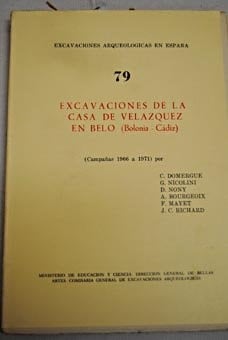 EXCAVACIONES ARQUEOLOGICAS EN ESPAÑA
79
EXCAVACIONES DE LA
CASA DE VELAZQUEZ
EN BELO (Bolonia - Cádiz)
(Campañas 1966 a 1971) por
C. DOMERGUE
G. NICOLINI
D. NONY
A. BOURGEOIX
F. MAYET
J. C. RICHARD
MINISTERIO DE EDUCACION Y CIENCIA DIRECCION GENERAL DE BELLAS
ARTES COMISARIA GENERAL DE EXCAVACIONES ARQUEOLOGICAS